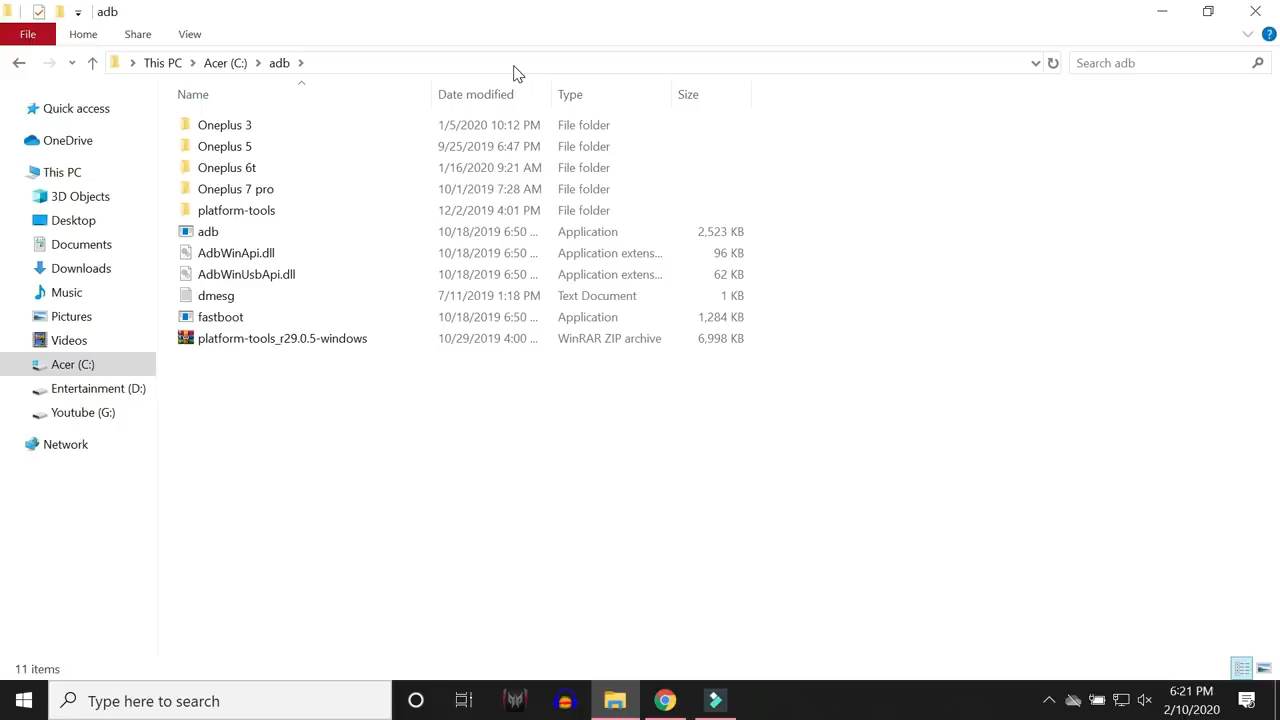 adb
File Home Share View
This PC Acer (C:) adb Search adb
Name Date modified Type Size
Quick access
OneDrive
This PC
3D Objects
Desktop
Documents
Downloads
Music
Pictures
Videos
Acer (C:)
Entertainment (D:)
Youtube (G:)
Network
Oneplus 3 1/5/2020 10:12 PM File folder
Oneplus 5 9/25/2019 6:47 PM File folder
Oneplus 6t 1/16/2020 9:21 AM File folder
Oneplus 7 pro 10/1/2019 7:28 AM File folder
platform-tools 12/2/2019 4:01 PM File folder
adb 10/18/2019 6:50 ... Application 2,523 KB
AdbWinApi.dll 10/18/2019 6:50 ... Application extens... 96 KB
AdbWinUsbApi.dll 10/18/2019 6:50 ... Application extens... 62 KB
dmesg 7/11/2019 1:18 PM Text Document 1 KB
fastboot 10/18/2019 6:50 ... Application 1,284 KB
platform-tools_r29.0.5-windows 10/29/2019 4:00 ... WinRAR ZIP archive 6,998 KB
11 items
Type here to search
6:21 PM
2/10/2020